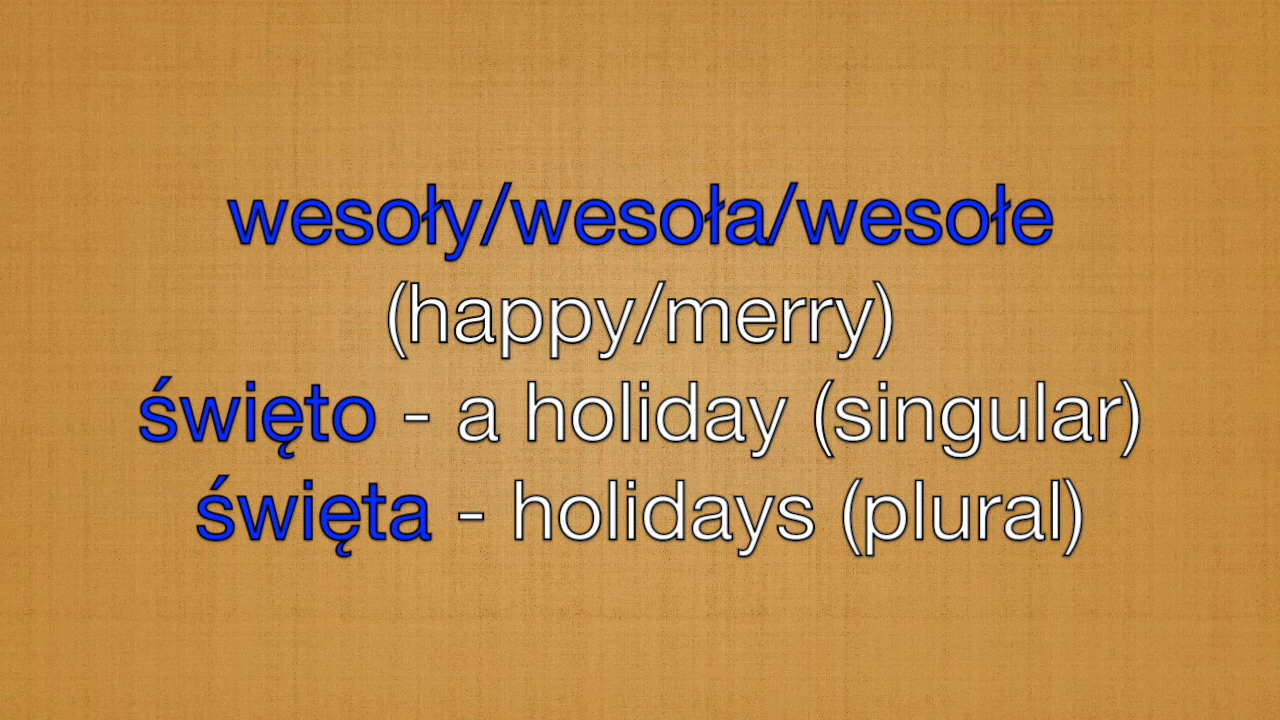 wesoły/wesoła/wesołe
(happy/merry)
święto - a holiday (singular)
święta - holidays (plural)